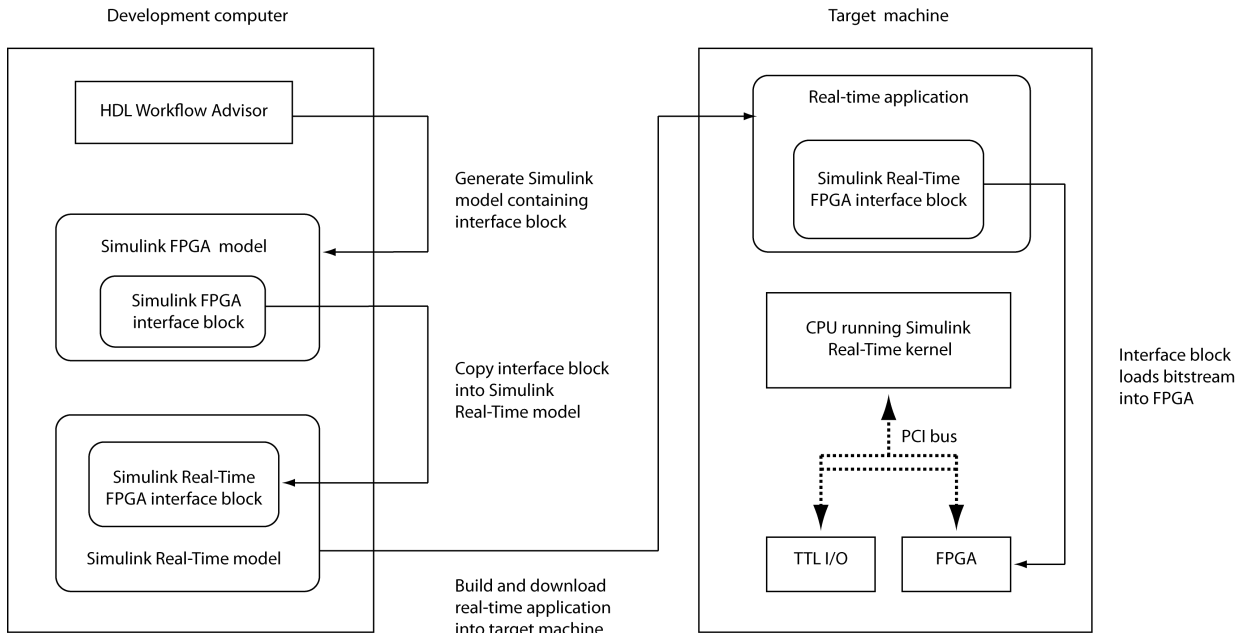 Development computer
HDL Workflow Advisor
Generate Simulink
model containing
interface block
Simulink FPGA model
Simulink FPGA
interface block
Copy interface block
into Simulink
Real-Time model
Simulink Real-Time
FPGA interface block
Simulink Real-Time model
Build and download
real-time application
into target machine
Target machine
Real-time application
Simulink Real-Time
FPGA interface block
CPU running Simulink
Real-Time kernel
PCI bus
TTL I/O
FPGA
Interface block
loads bitstream
into FPGA